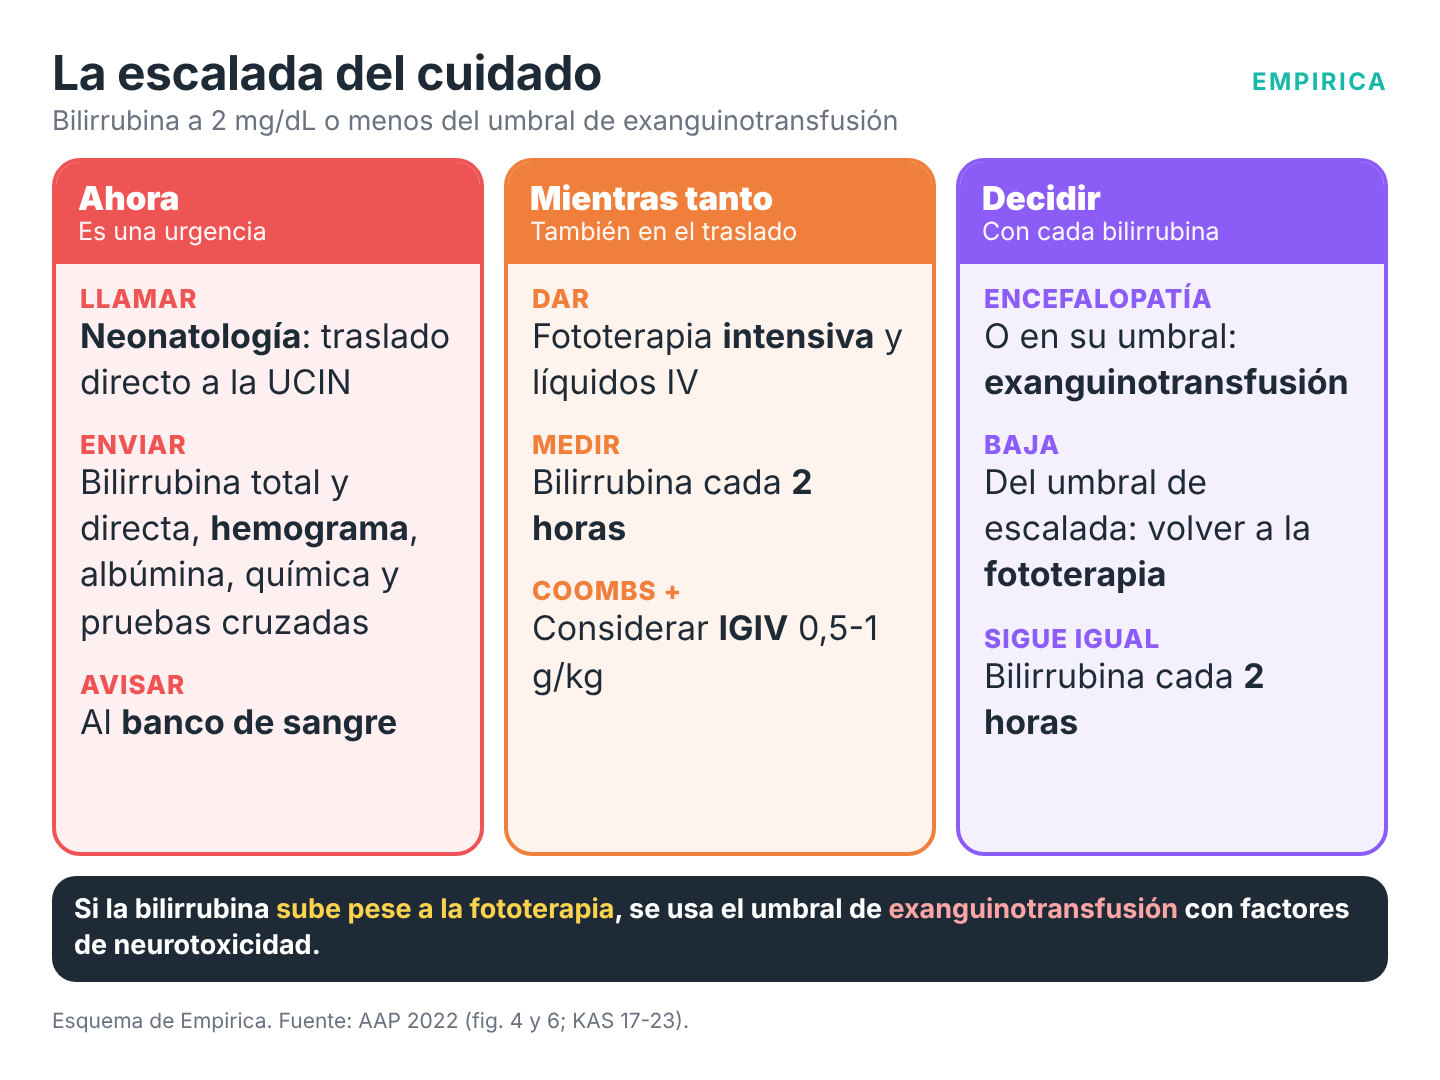 La escalada del cuidado
EMPIRICA
Bilirrubina a 2 mg/dL o menos del umbral de exanguinotransfusión
Ahora
Es una urgencia
LLAMAR
Neonatología: traslado
directo a la UCIN
ENVIAR
Bilirrubina total y
directa, hemograma,
albúmina, química y
pruebas cruzadas
AVISAR
Al banco de sangre
Mientras tanto
También en el traslado
DAR
Fototerapia intensiva y
líquidos IV
MEDIR
Bilirrubina cada 2
horas
COOMBS +
Considerar IGIV 0,5-1
g/kg
Decidir
Con cada bilirrubina
ENCEFALOPATÍA
O en su umbral:
exanguinotransfusión
BAJA
Del umbral de
escalada: volver a la
fototerapia
SIGUE IGUAL
Bilirrubina cada 2
horas
Si la bilirrubina sube pese a la fototerapia, se usa el umbral de exanguinotransfusión con factores
de neurotoxicidad.
Esquema de Empirica. Fuente: AAP 2022 (fig. 4 y 6; KAS 17-23).